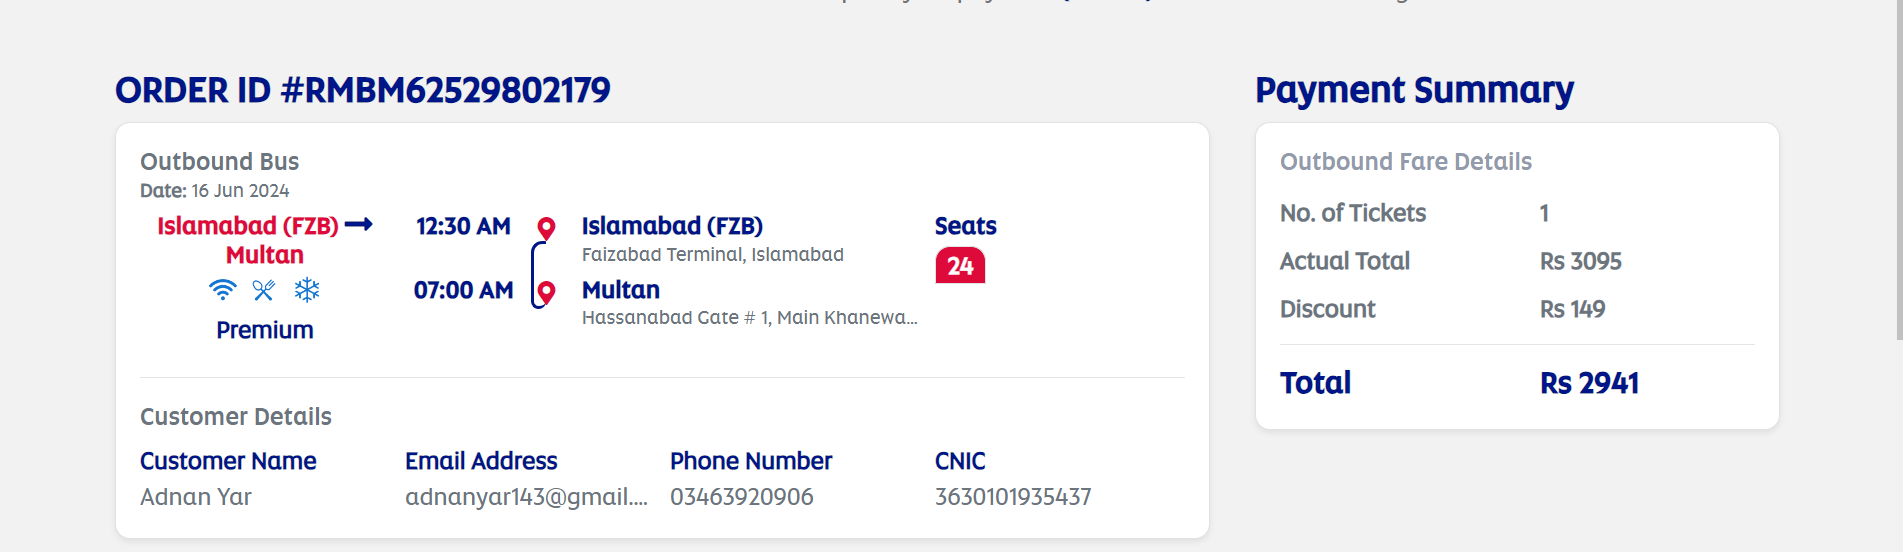 ORDER ID #RMBM62529802179
Outbound Bus
Date: 16 Jun 2024
Islamabad (FZB)
Multan
Premium
12:30 AM
07:00 AM
Islamabad (FZB)
Faizabad Terminal, Islamabad
Multan
Hassanabad Gate # 1, Main Khanewa...
Seats
24
Customer Details
Customer Name Email Address Phone Number CNIC
Adnan Yar adnanyar143@gmail.... 03463920906 3630101935437
Payment Summary
Outbound Fare Details
No. of Tickets 1
Actual Total Rs 3095
Discount Rs 149
Total Rs 2941